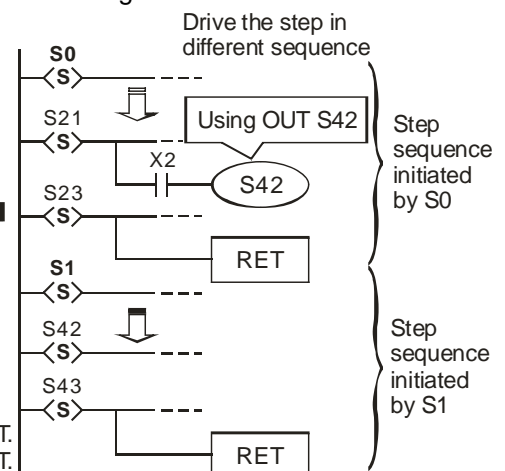 Drive the step in
different sequence
S0
S
S21
S
Using OUT S42
X2
S42
S23
S
RET
Step
sequence
initiated
by S0
S1
S
S42
S
S43
S
RET
Step
sequence
initiated
by S1
T.
T.